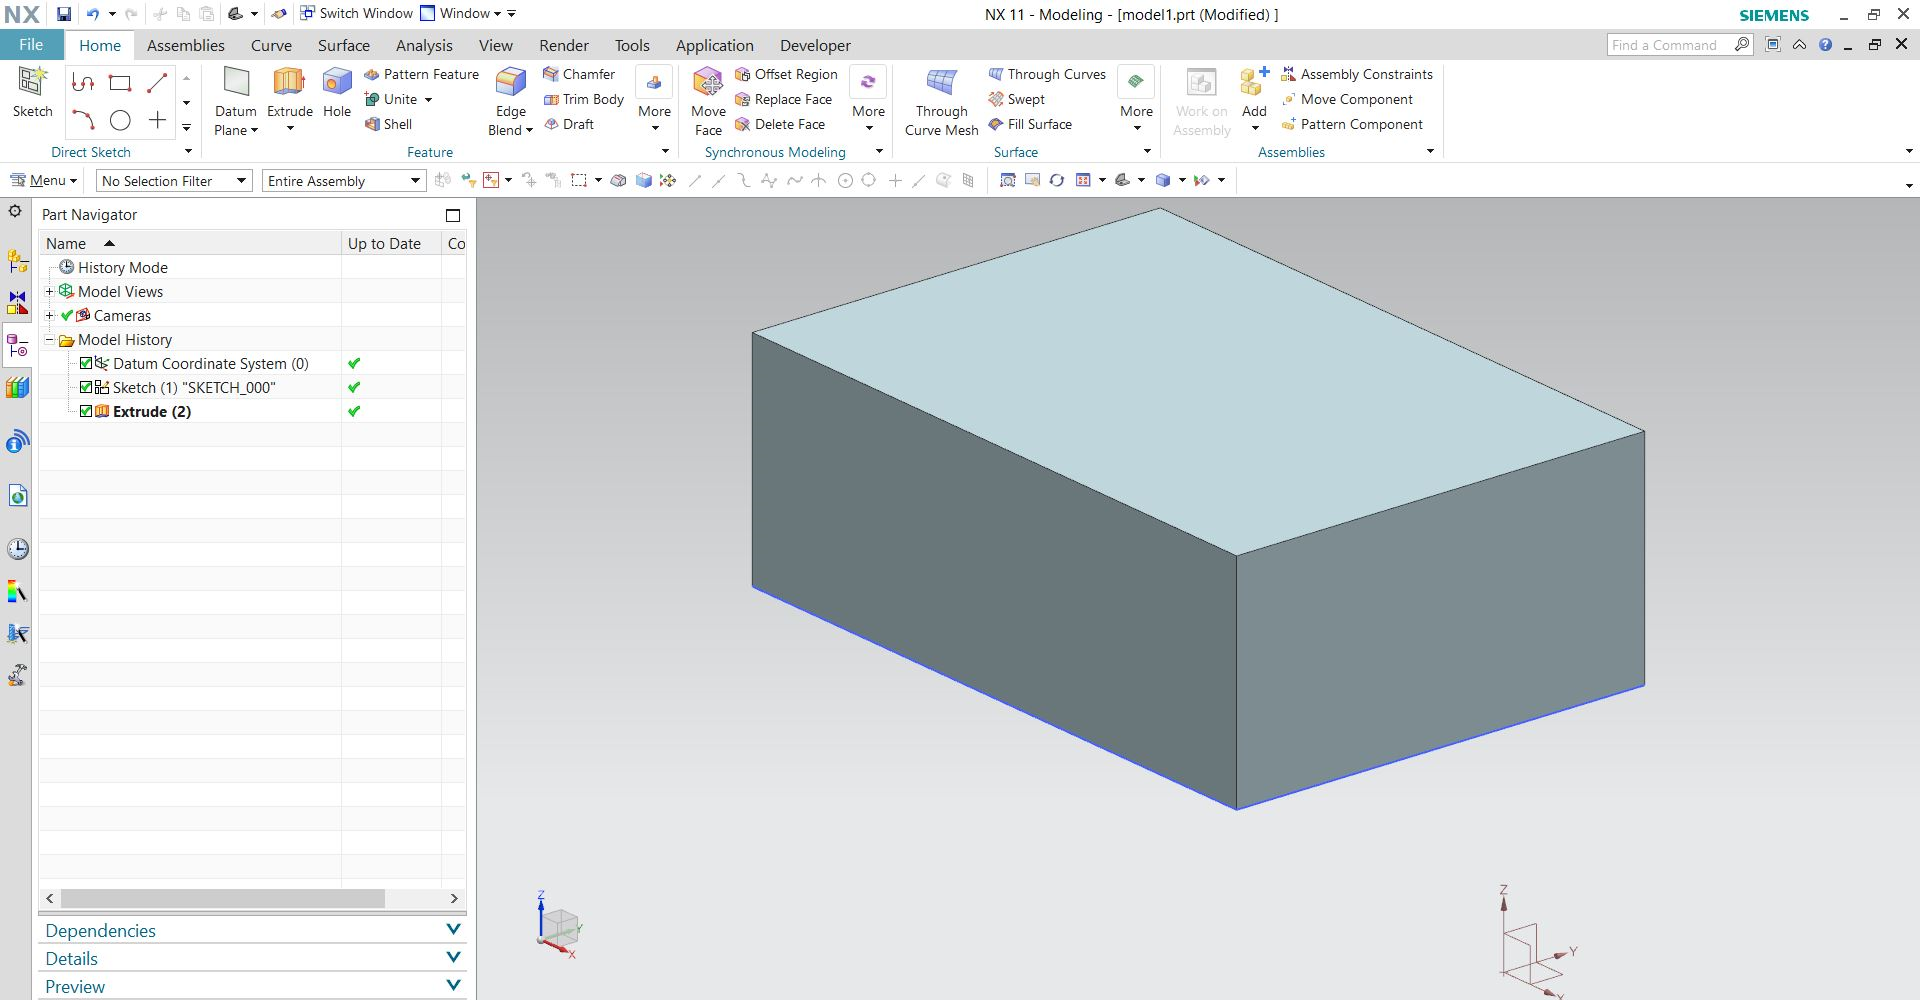 NX Switch Window Window NX 11 - Modeling - [model1.prt (Modified) ] SIEMENS
File Home Assemblies Curve Surface Analysis View Render Tools Application Developer Find a Command
Pattern Feature Chamfer Offset Region Through Curves Assembly Constraints
Unite Trim Body Replace Face Swept Move Component
Sketch Datum Extrude Hole Edge More Move More Through More Work on Add
Shell Draft Delete Face Fill Surface Pattern Component
Plane Blend Face Curve Mesh Assembly
Direct Sketch Feature Synchronous Modeling Surface Assemblies
Menu No Selection Filter Entire Assembly
Part Navigator
Name Up to Date Co
History Mode
Model Views
Cameras
Model History
Datum Coordinate System (0)
Sketch (1) "SKETCH_000"
Extrude (2)
Dependencies
Details
Preview
Z
Y
X
Z
Y
X